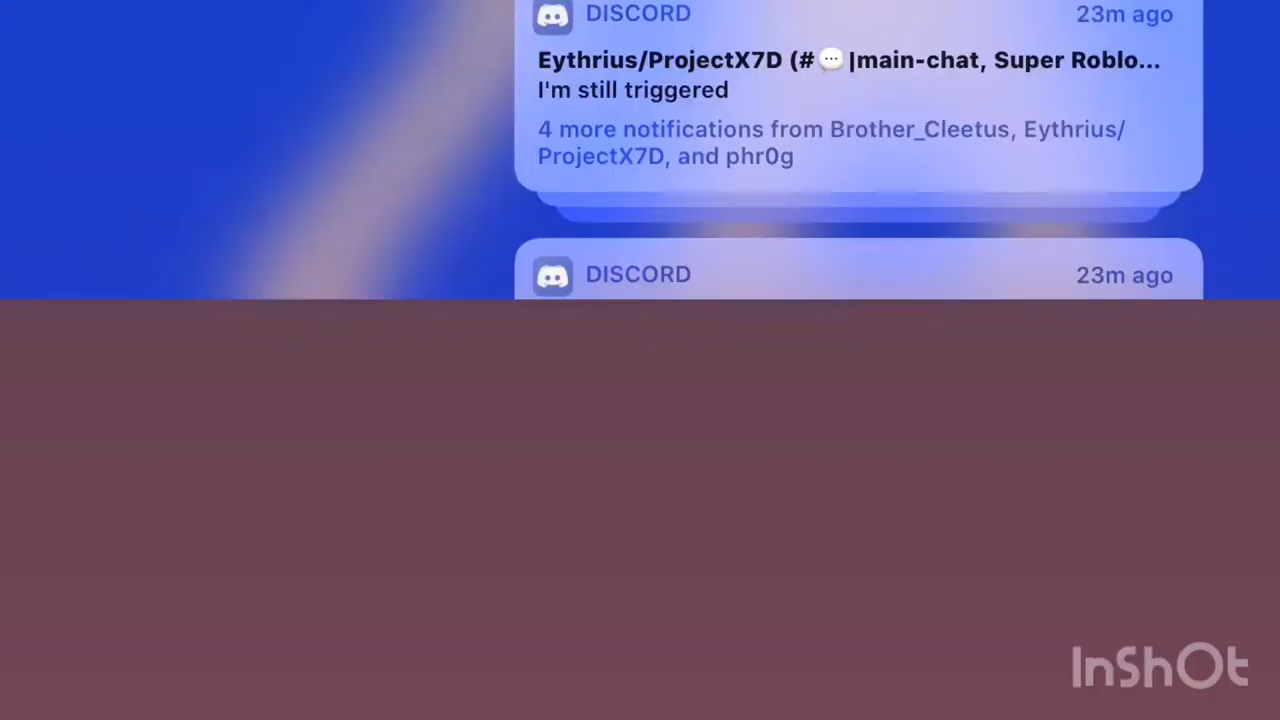 DISCORD
23m ago
Eythrius/ProjectX7D (#💬|main-chat, Super Roblo...
I'm still triggered
4 more notifications from Brother_Cleetus, Eythrius/
ProjectX7D, and phr0g
DISCORD
23m ago
InShOt